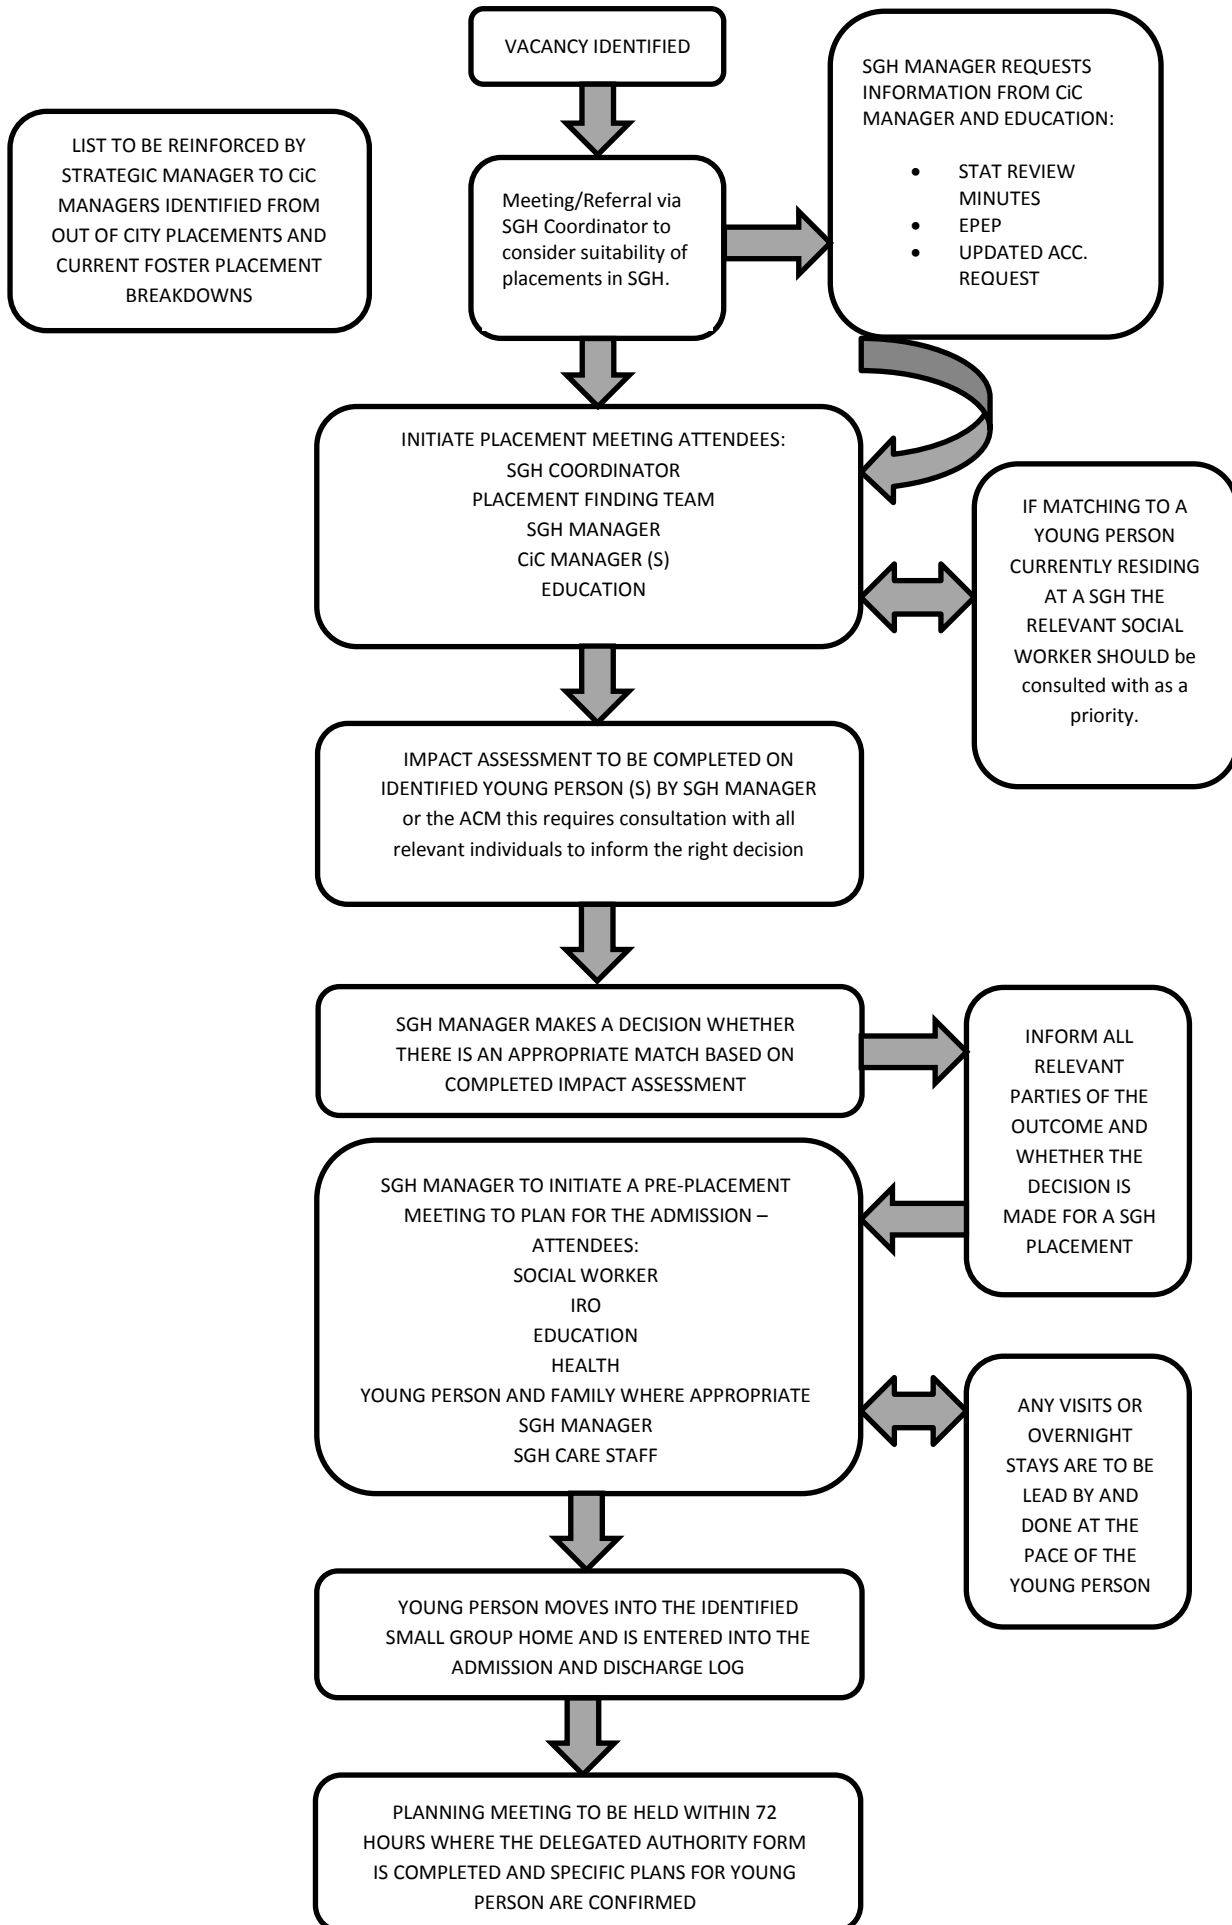 VACANCY IDENTIFIED
SGH MANAGER REQUESTS
INFORMATION FROM CiC
MANAGER AND EDUCATION:
• STAT REVIEW
MINUTES
• EPEP
• UPDATED ACC.
REQUEST
LIST TO BE REINFORCED BY
STRATEGIC MANAGER TO CiC
MANAGERS IDENTIFIED FROM
OUT OF CITY PLACEMENTS AND
CURRENT FOSTER PLACEMENT
BREAKDOWNS
Meeting/Referral via
SGH Coordinator to
consider suitability of
placements in SGH.
INITIATE PLACEMENT MEETING ATTENDEES:
SGH COORDINATOR
PLACEMENT FINDING TEAM
SGH MANAGER
CiC MANAGER (S)
EDUCATION
IF MATCHING TO A
YOUNG PERSON
CURRENTLY RESIDING
AT A SGH THE
RELEVANT SOCIAL
WORKER SHOULD be
consulted with as a
priority.
IMPACT ASSESSMENT TO BE COMPLETED ON
IDENTIFIED YOUNG PERSON (S) BY SGH MANAGER
or the ACM this requires consultation with all
relevant individuals to inform the right decision
SGH MANAGER MAKES A DECISION WHETHER
THERE IS AN APPROPRIATE MATCH BASED ON
COMPLETED IMPACT ASSESSMENT
INFORM ALL
RELEVANT
PARTIES OF THE
OUTCOME AND
WHETHER THE
DECISION IS
MADE FOR A SGH
PLACEMENT
SGH MANAGER TO INITIATE A PRE-PLACEMENT
MEETING TO PLAN FOR THE ADMISSION –
ATTENDEES:
SOCIAL WORKER
IRO
EDUCATION
HEALTH
YOUNG PERSON AND FAMILY WHERE APPROPRIATE
SGH MANAGER
SGH CARE STAFF
ANY VISITS OR
OVERNIGHT
STAYS ARE TO BE
LEAD BY AND
DONE AT THE
PACE OF THE
YOUNG PERSON
YOUNG PERSON MOVES INTO THE IDENTIFIED
SMALL GROUP HOME AND IS ENTERED INTO THE
ADMISSION AND DISCHARGE LOG
PLANNING MEETING TO BE HELD WITHIN 72
HOURS WHERE THE DELEGATED AUTHORITY FORM
IS COMPLETED AND SPECIFIC PLANS FOR YOUNG
PERSON ARE CONFIRMED